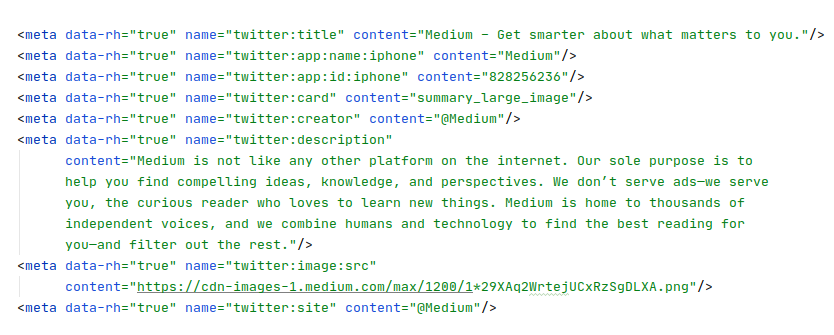 <meta data-rh="true" name="twitter:title" content="Medium – Get smarter about what matters to you."/>
<meta data-rh="true" name="twitter:app:name:iphone" content="Medium"/>
<meta data-rh="true" name="twitter:app:id:iphone" content="828256236"/>
<meta data-rh="true" name="twitter:card" content="summary_large_image"/>
<meta data-rh="true" name="twitter:creator" content="@Medium"/>
<meta data-rh="true" name="twitter:description"
content="Medium is not like any other platform on the internet. Our sole purpose is to
help you find compelling ideas, knowledge, and perspectives. We don’t serve ads—we serve
you, the curious reader who loves to learn new things. Medium is home to thousands of
independent voices, and we combine humans and technology to find the best reading for
you—and filter out the rest."/>
<meta data-rh="true" name="twitter:image:src"
content="https://cdn-images-1.medium.com/max/1200/1*29XAq2WrtejUCxRzSgDLXA.png"/>
<meta data-rh="true" name="twitter:site" content="@Medium"/>